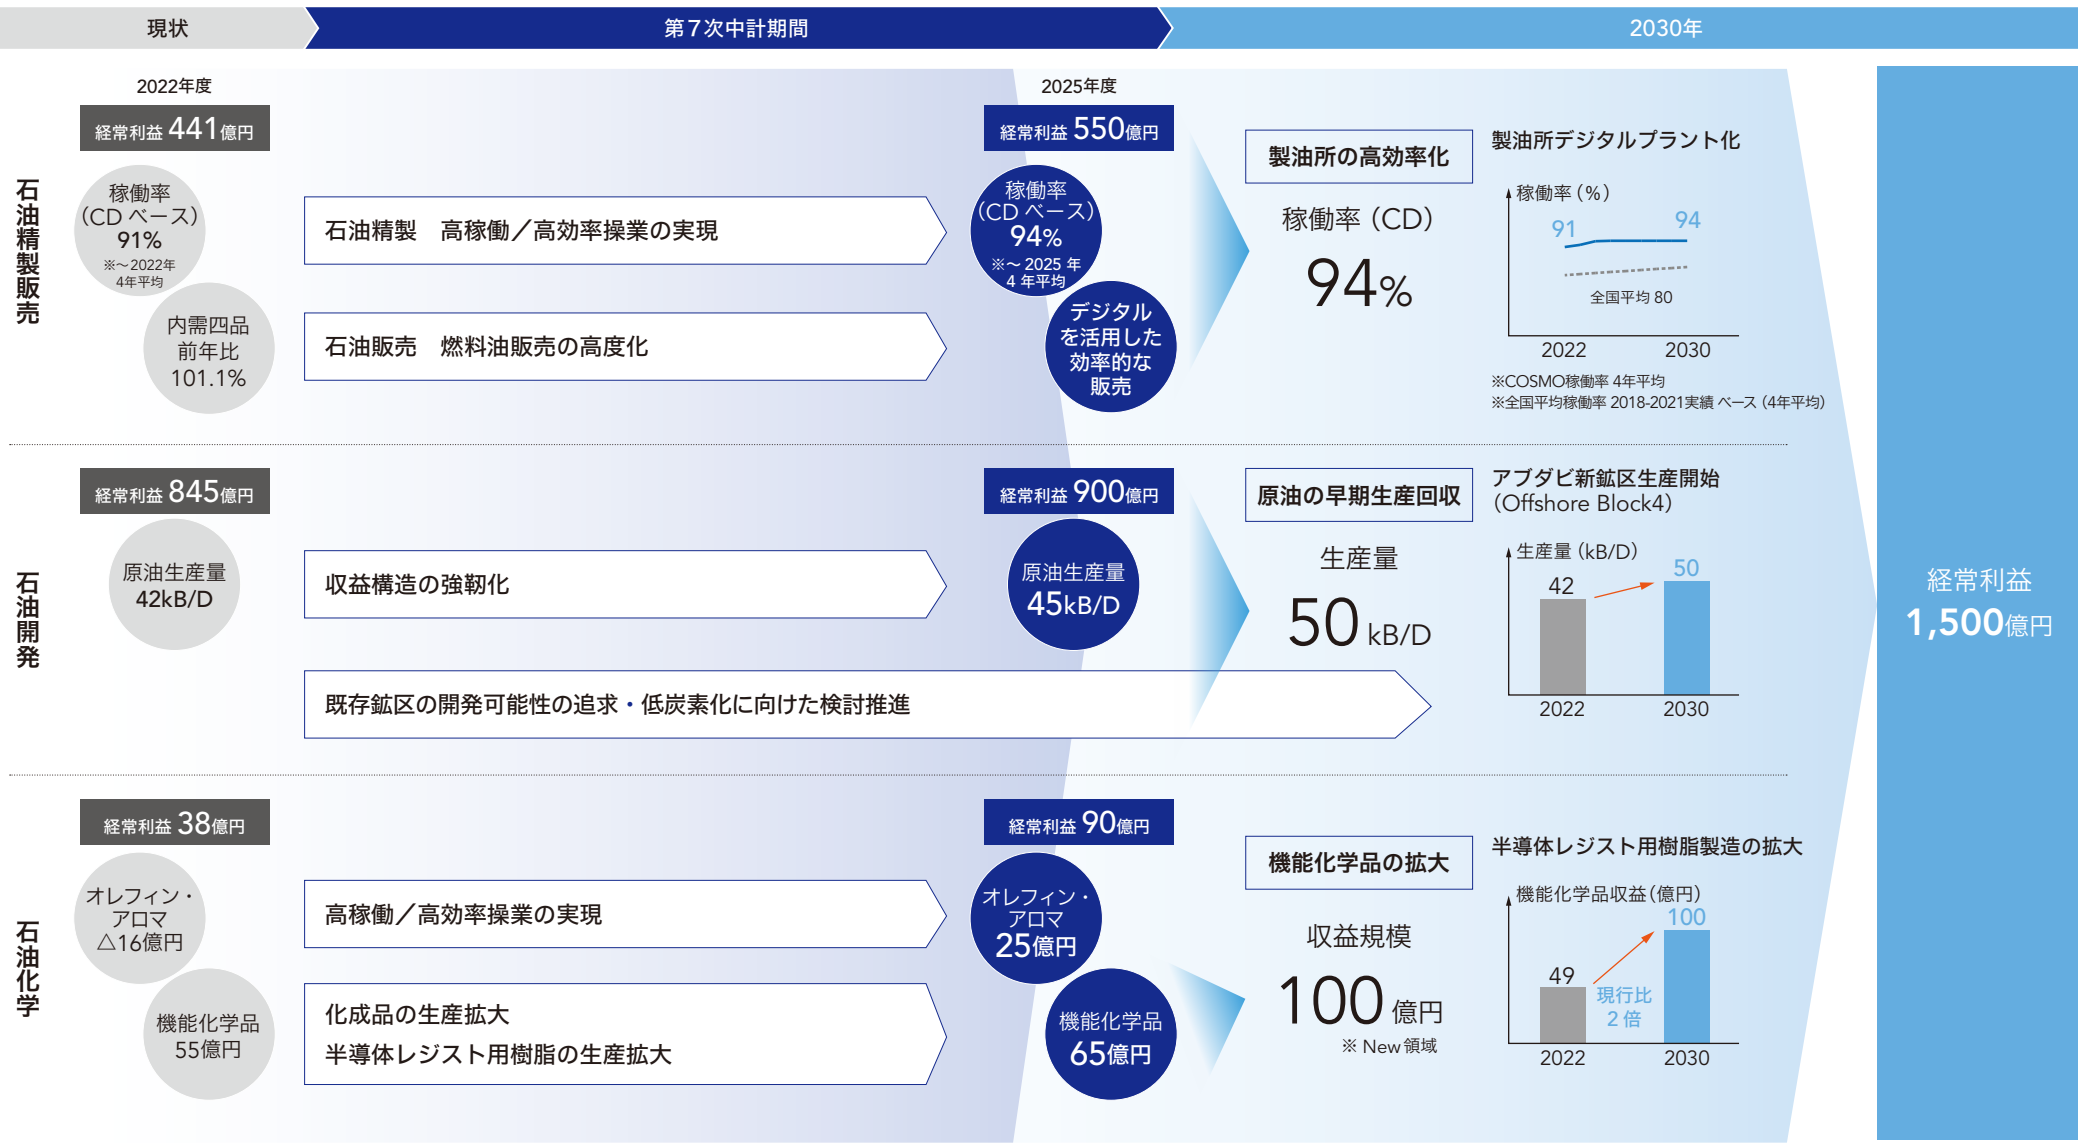 現状
第7次中計期間
2030年
石油精製販売
2022年度
経常利益 441億円
稼働率
(CD ベース)
91%
※～2022年
4年平均
内需四品
前年比
101.1%
石油精製　高稼働／高効率操業の実現
石油販売　燃料油販売の高度化
2025年度
経常利益 550億円
稼働率
(CD ベース)
94%
※～2025 年
4 年平均
デジタル
を活用した
効率的な
販売
製油所の高効率化
稼働率（CD）
94%
製油所デジタルプラント化
稼働率（%）
91
94
全国平均 80
2022
2030
※COSMO稼働率 4年平均
※全国平均稼働率 2018-2021実績 ベース（4年平均）
石油開発
経常利益 845億円
原油生産量
42kB/D
収益構造の強靭化
既存鉱区の開発可能性の追求・低炭素化に向けた検討推進
経常利益 900億円
原油生産量
45kB/D
原油の早期生産回収
生産量
50 kB/D
アブダビ新鉱区生産開始
（Offshore Block4）
生産量（kB/D）
42
50
2022
2030
石油化学
経常利益 38億円
オレフィン・
アロマ
△16億円
機能化学品
55億円
高稼働／高効率操業の実現
化成品の生産拡大
半導体レジスト用樹脂の生産拡大
経常利益 90億円
オレフィン・
アロマ
25億円
機能化学品
65億円
機能化学品の拡大
収益規模
100 億円
※ New 領域
半導体レジスト用樹脂製造の拡大
機能化学品収益（億円）
49
100
現行比
2 倍
2022
2030
経常利益
1,500億円